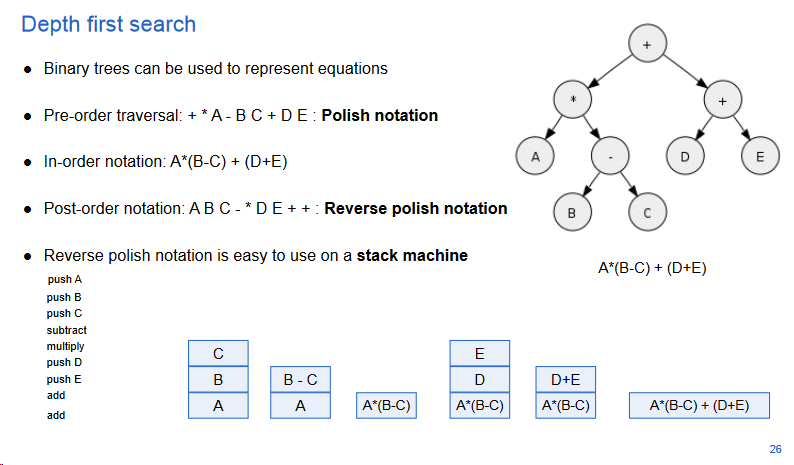 Depth first search
● Binary trees can be used to represent equations
● Pre-order traversal: + * A - B C + D E : Polish notation
● In-order notation: A*(B-C) + (D+E)
● Post-order notation: A B C - * D E + + : Reverse polish notation
● Reverse polish notation is easy to use on a stack machine
+
* +
A - D E
B C
A*(B-C) + (D+E)
push A
push B
push C
subtract
multiply
push D
push E
add
add
C
B
A
B - C
A
A*(B-C)
E
D
A*(B-C)
D+E
A*(B-C)
A*(B-C) + (D+E)
26